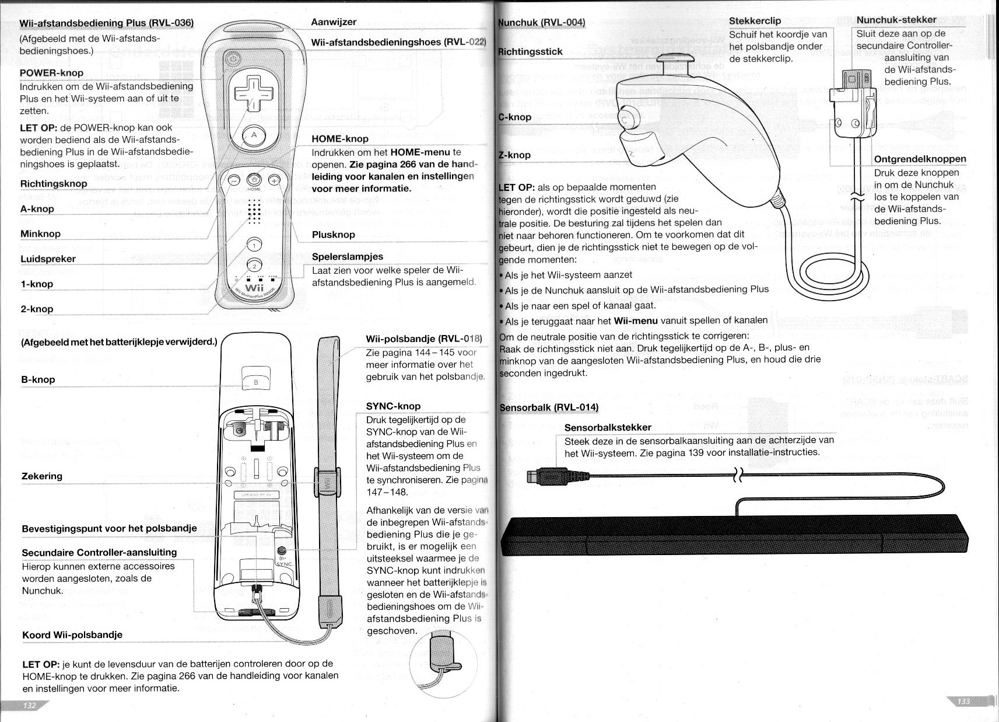 Wii-afstandsbediening Plus (RVL-036)
(Afgebeeld met de Wii-afstands-
bedieningshoes.)
POWER-knop
Indrukken om de Wii-afstandsbediening
Plus en het Wii-systeem aan of uit te
zetten.
LET OP: de POWER-knop kan ook
worden bediend als de Wii-afstands-
bediening Plus in de Wii-afstandsbedie-
ningshoes is geplaatst.
Richtingsknop
A-knop
Minknop
Luidspreker
1-knop
2-knop
A
HOME
1
2
Wii
Wii MotionPlus INSIDE
Aanwijzer
Wii-afstandsbedieningshoes (RVL-022)
HOME-knop
Indrukken om het HOME-menu te
openen. Zie pagina 266 van de hand-
leiding voor kanalen en instellingen
voor meer informatie.
Plusknop
Spelerslampjes
Laat zien voor welke speler de Wii-
afstandsbediening Plus is aangemeld.
(Afgebeeld met het batterijklepje verwijderd.)
B-knop
Zekering
Bevestigingspunt voor het polsbandje
Secundaire Controller-aansluiting
Hierop kunnen externe accessoires
worden aangesloten, zoals de
Nunchuk.
Koord Wii-polsbandje
B
SYNC.
Wii
Wii-polsbandje (RVL-018)
Zie pagina 144–145 voor
meer informatie over het
gebruik van het polsbandje.
SYNC-knop
Druk tegelijkertijd op de
SYNC-knop van de Wii-
afstandsbediening Plus en
het Wii-systeem om de
Wii-afstandsbediening Plus
te synchroniseren. Zie pagina
147–148.
Afhankelijk van de versie van
de inbegrepen Wii-afstands-
bediening Plus die je ge-
bruikt, is er mogelijk een
uitsteeksel waarmee je de
SYNC-knop kunt indrukken
wanneer het batterijklepje is
gesloten en de Wii-afstands-
bedieningshoes om de Wii-
afstandsbediening Plus is
geschoven.
LET OP: je kunt de levensduur van de batterijen controleren door op de
HOME-knop te drukken. Zie pagina 266 van de handleiding voor kanalen
en instellingen voor meer informatie.
132
Nunchuk (RVL-004)
Richtingsstick
C-knop
Z-knop
C
Z
Stekkerclip
Schuif het koordje van
het polsbandje onder
de stekkerclip.
Nunchuk-stekker
Sluit deze aan op de
secundaire Controller-
aansluiting van
de Wii-afstands-
bediening Plus.
Ontgrendelknoppen
Druk deze knoppen
in om de Nunchuk
los te koppelen van
de Wii-afstands-
bediening Plus.
LET OP: als op bepaalde momenten
tegen de richtingsstick wordt geduwd (zie
hieronder), wordt die positie ingesteld als neu-
trale positie. De besturing zal tijdens het spelen dan
niet naar behoren functioneren. Om te voorkomen dat dit
gebeurt, dien je de richtingsstick niet te bewegen op de vol-
gende momenten:
• Als je het Wii-systeem aanzet
• Als je de Nunchuk aansluit op de Wii-afstandsbediening Plus
• Als je naar een spel of kanaal gaat.
• Als je teruggaat naar het Wii-menu vanuit spellen of kanalen
Om de neutrale positie van de richtingsstick te corrigeren:
Raak de richtingsstick niet aan. Druk tegelijkertijd op de A-, B-, plus- en
minknop van de aangesloten Wii-afstandsbediening Plus, en houd die drie
seconden ingedrukt.
Sensorbalk (RVL-014)
Sensorbalkstekker
Steek deze in de sensorbalkaansluiting aan de achterzijde van
het Wii-systeem. Zie pagina 139 voor installatie-instructies.
133